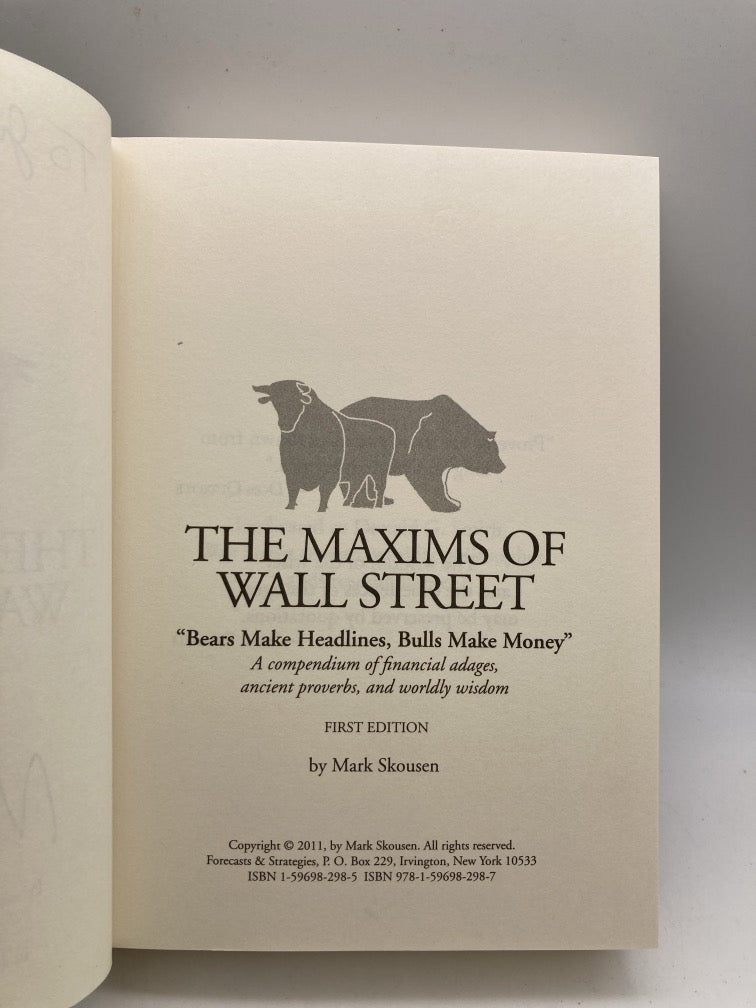 THE MAXIMS OF
WALL STREET
“Bears Make Headlines, Bulls Make Money”
A compendium of financial adages,
ancient proverbs, and worldly wisdom
FIRST EDITION
by Mark Skousen
Copyright © 2011, by Mark Skousen. All rights reserved.
Forecasts & Strategies, P. O. Box 229, Irvington, New York 10533
ISBN 1-59698-298-5 ISBN 978-1-59698-298-7